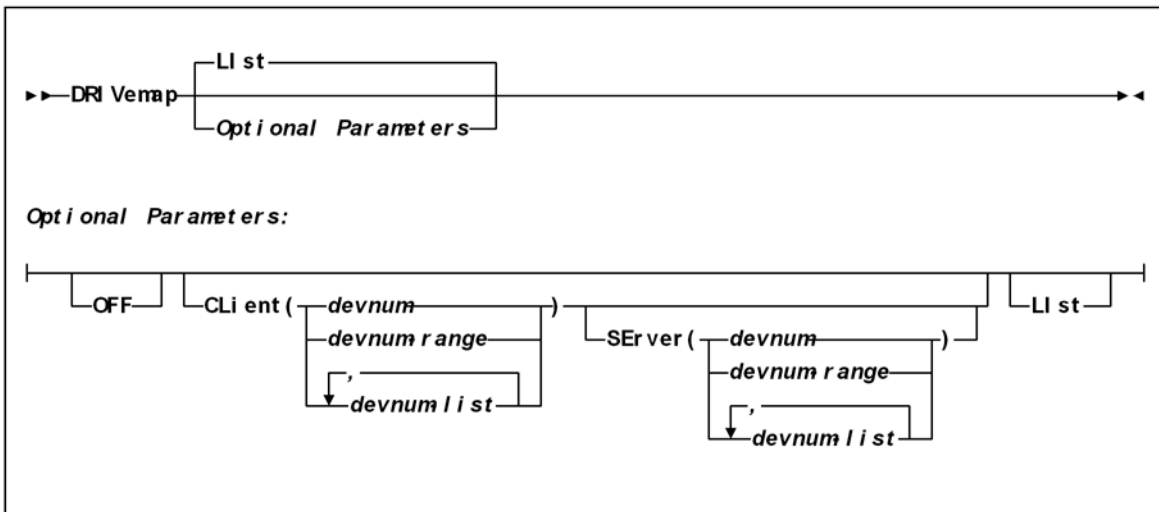 LIst
DRIVemap
Optional Parameters
Optional Parameters:
OFF CLient( devnum ) LIst
devnum-range SErver( devnum )
, devnum-range
devnum-list ,
devnum-list